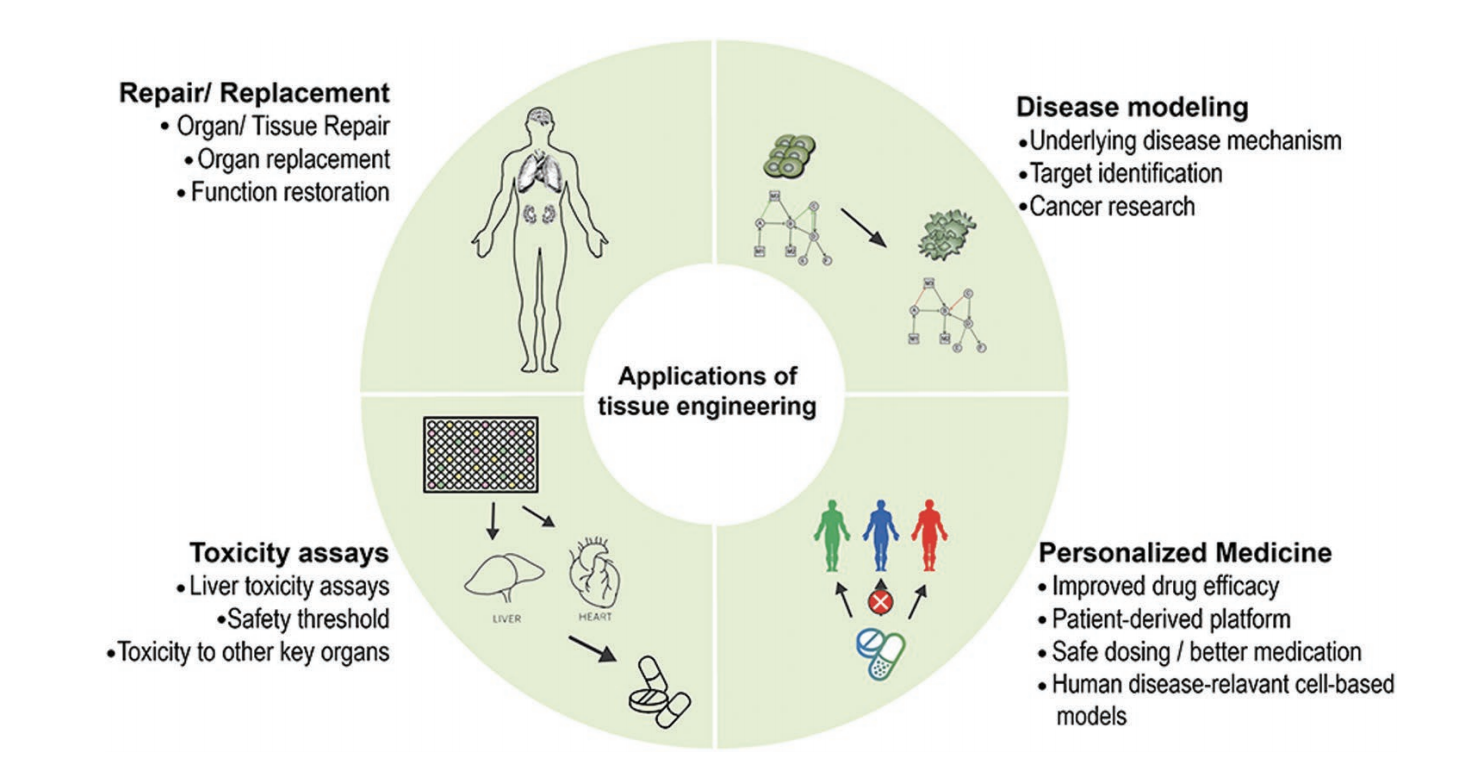 Repair/ Replacement
• Organ/ Tissue Repair
• Organ replacement
• Function restoration
Disease modeling
•Underlying disease mechanism
•Target identification
•Cancer research
Applications of
tissue engineering
Toxicity assays
•Liver toxicity assays
•Safety threshold
•Toxicity to other key organs
LIVER
HEART
Personalized Medicine
• Improved drug efficacy
• Patient-derived platform
• Safe dosing / better medication
• Human disease-relavant cell-based
models